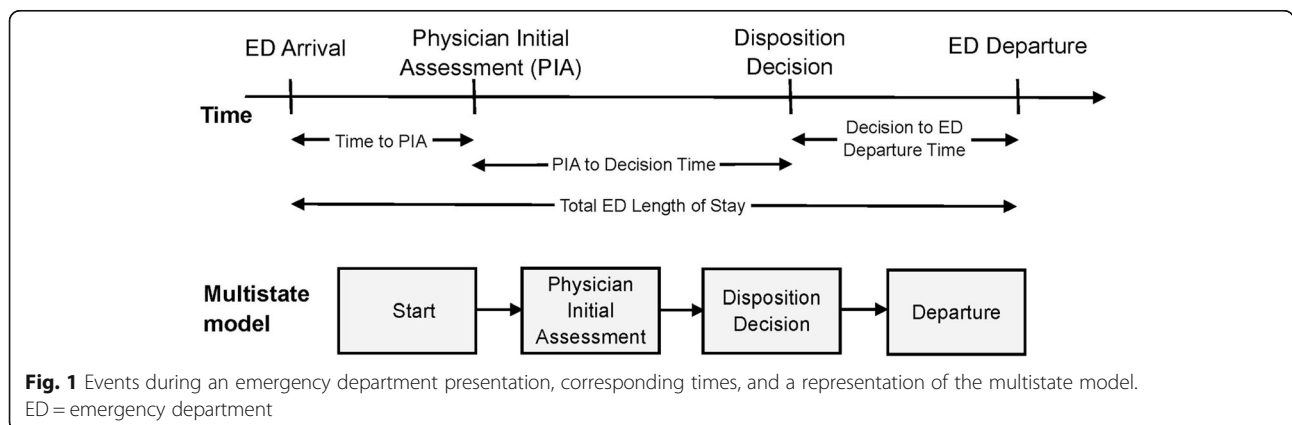 ED Arrival
Physician Initial
Assessment (PIA)
Disposition
Decision
ED Departure
Time
Time to PIA
Decision to ED
Departure Time
PIA to Decision Time
Total ED Length of Stay
Multistate
model
Start
Physician
Initial
Assessment
Disposition
Decision
Departure
Fig. 1 Events during an emergency department presentation, corresponding times, and a representation of the multistate model.
ED = emergency department